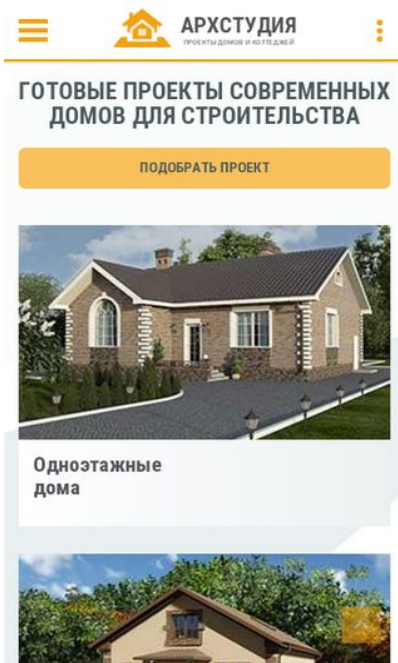 АРХСТУДИЯ
ПРОЕКТЫ ДОМОВ И КОТТЕДЖЕЙ
ГОТОВЫЕ ПРОЕКТЫ СОВРЕМЕННЫХ
ДОМОВ ДЛЯ СТРОИТЕЛЬСТВА
ПОДОБРАТЬ ПРОЕКТ
Одноэтажные
дома